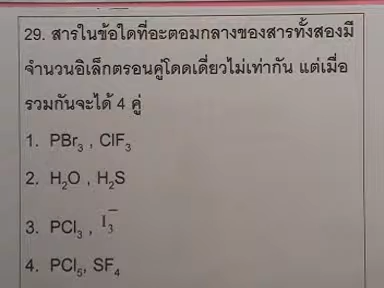 29. สารในข้อใดที่อะตอมกลางของสารทั้งสองมี
จำนวนอิเล็กตรอนคู่โดดเดี่ยวไม่เท่ากัน แต่เมื่อ
รวมกันจะได้ 4 คู่
1. PBr₃ , ClF₃
2. H₂O , H₂S
3. PCl₃ , I₃⁻
4. PCl₅, SF₄